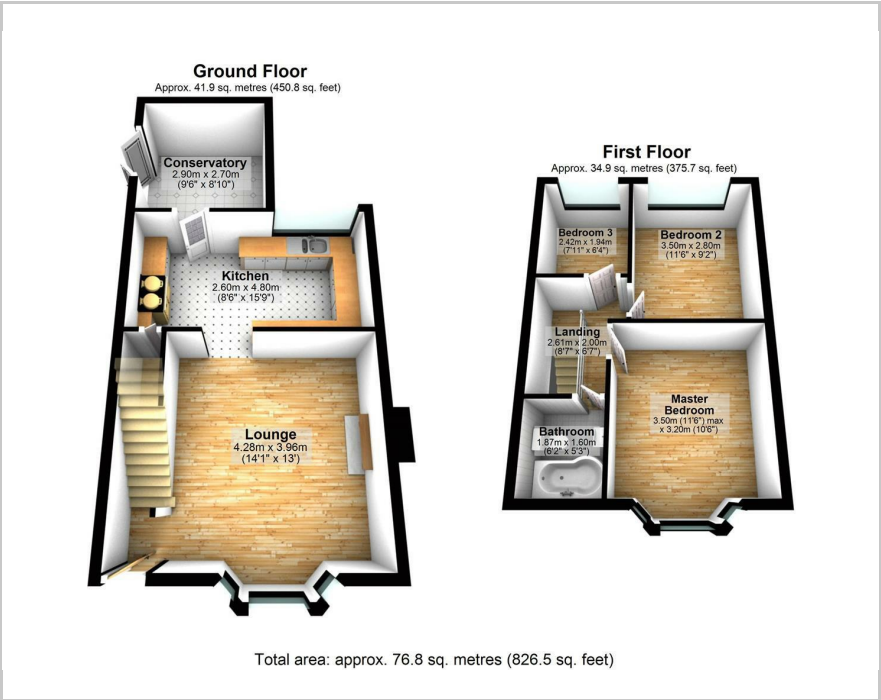 Ground Floor
Approx. 41.9 sq. metres (450.8 sq. feet)
Conservatory
2.90m x 2.70m
(9'6" x 8'10")
Kitchen
2.60m x 4.80m
(8'6" x 15'9")
Lounge
4.28m x 3.96m
(14'1" x 13')
First Floor
Approx. 34.9 sq. metres (375.7 sq. feet)
Bedroom 3
2.42m x 1.94m
(7'11" x 6'4")
Bedroom 2
3.50m x 2.80m
(11'6" x 9'2")
Landing
2.61m x 2.00m
(8'7" x 6'7")
Master
Bedroom
3.50m (11'6") max
x 3.20m (10'6")
Bathroom
1.87m x 1.60m
(6'2" x 5'3")
Total area: approx. 76.8 sq. metres (826.5 sq. feet)